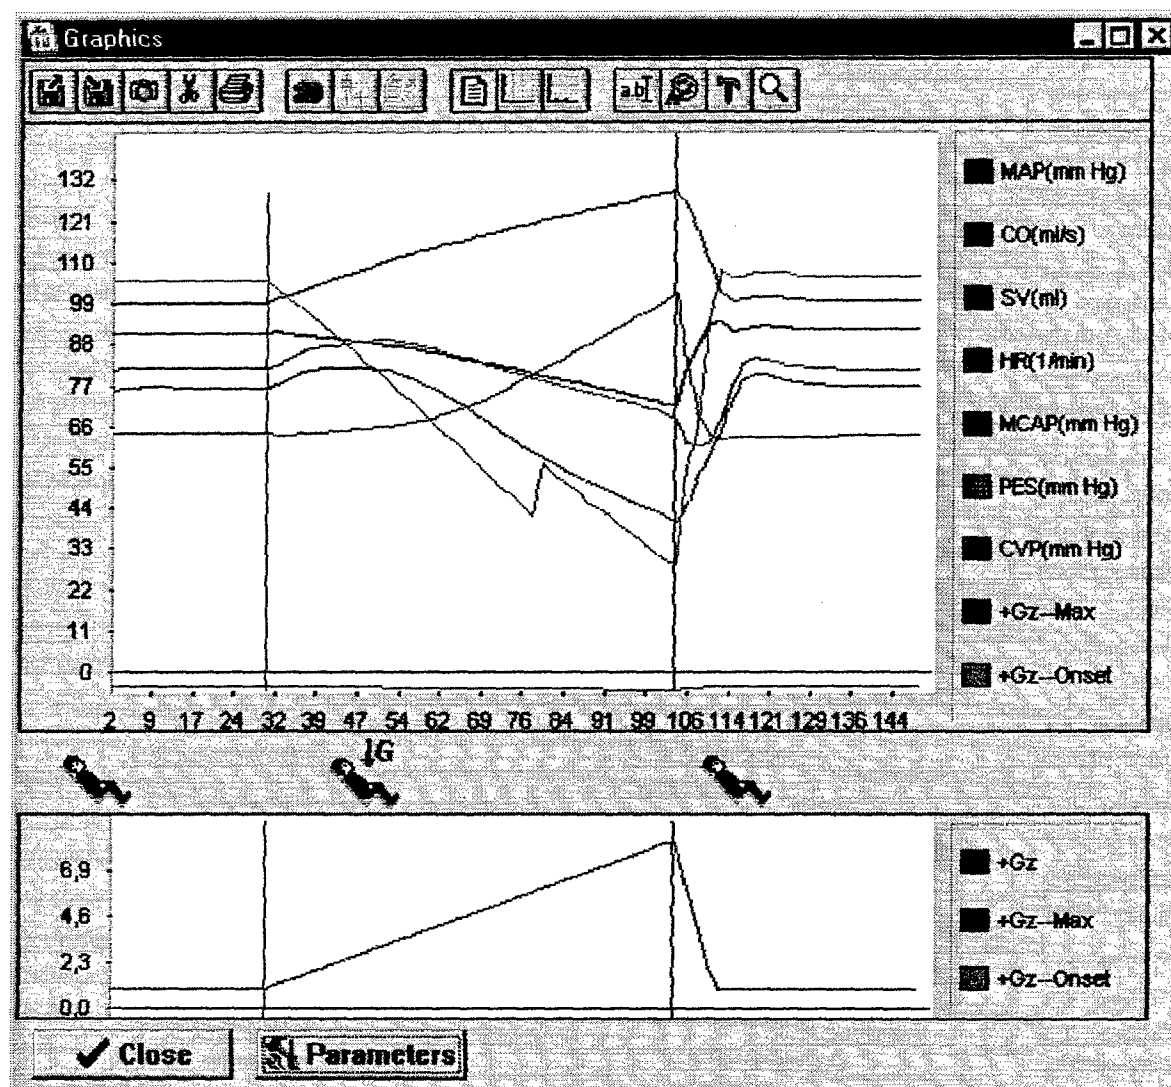 Graphics
ab
132
121
110
99
88
77
66
55
44
33
22
11
0
2 9 17 24 32 39 47 54 62 69 76 84 91 99 106 114 121 129 136 144
MAP(mm Hg)
CO(ml/s)
SV(ml)
HR(1/min)
MCAP(mm Hg)
PES(mm Hg)
CVP(mm Hg)
+Gz--Max
+Gz--Onset
↓G
6,9
4,6
2,3
0,0
+Gz
+Gz--Max
+Gz--Onset
Close Parameters